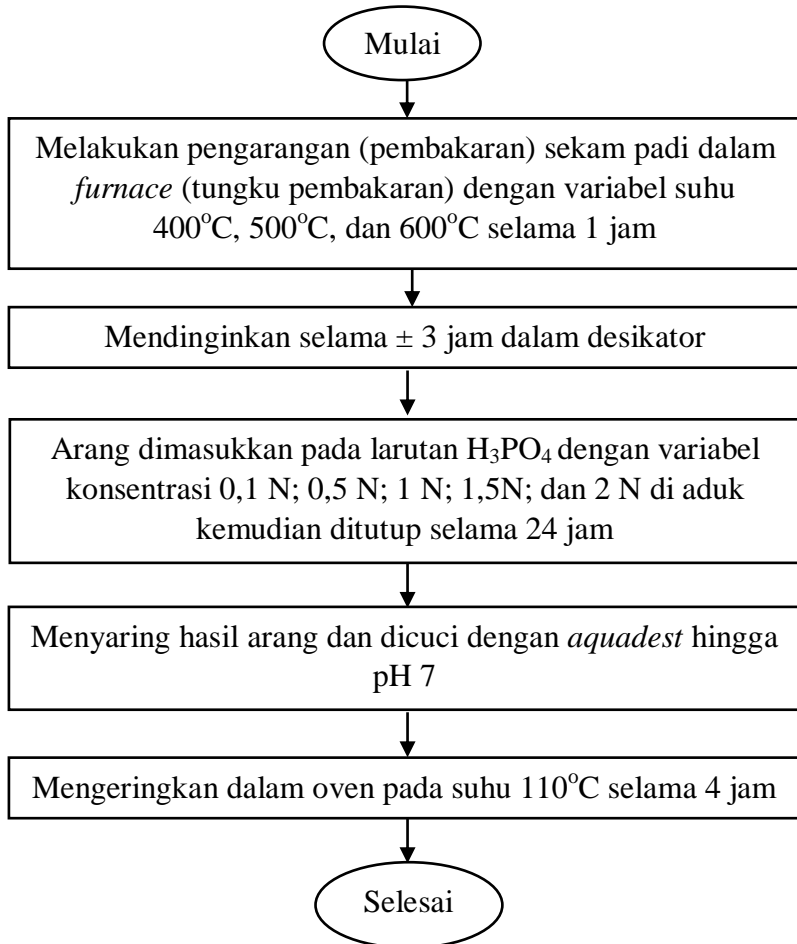 Mulai
Melakukan pengarangan (pembakaran) sekam padi dalam
furnace (tungku pembakaran) dengan variabel suhu
400°C, 500°C, dan 600°C selama 1 jam
Mendinginkan selama ± 3 jam dalam desikator
Arang dimasukkan pada larutan H₃PO₄ dengan variabel
konsentrasi 0,1 N; 0,5 N; 1 N; 1,5N; dan 2 N di aduk
kemudian ditutup selama 24 jam
Menyaring hasil arang dan dicuci dengan aquadest hingga
pH 7
Mengeringkan dalam oven pada suhu 110°C selama 4 jam
Selesai